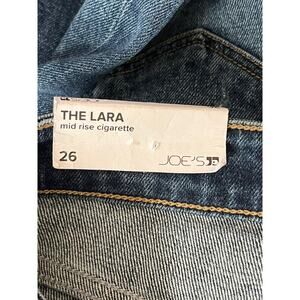 THE LARA
mid rise cigarette
26
JOE'S